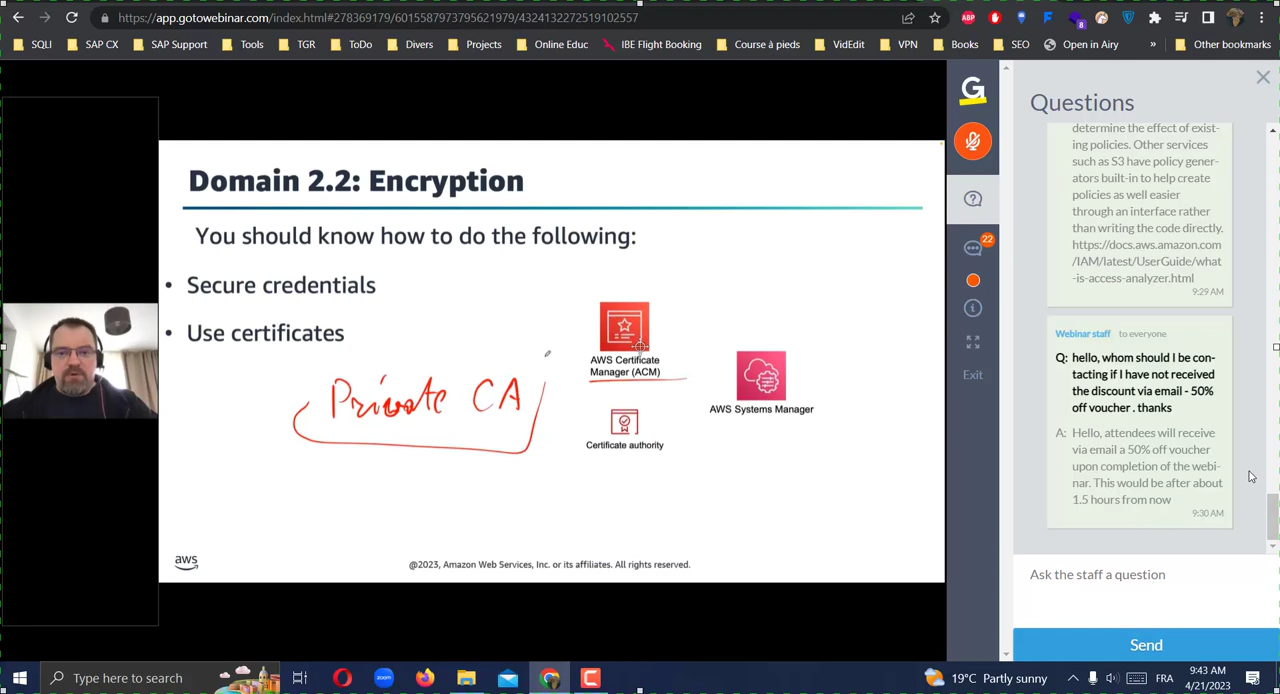 https://app.gotowebinar.com/index.html#278369179/6015587973795621979/4324132272519102557
ABP
8
SQLI
SAP CX
SAP Support
Tools
TGR
ToDo
Divers
Projects
Online Educ
IBE Flight Booking
Course à pieds
VidEdit
VPN
Books
SEO
Open in Airy
»
Other bookmarks
Domain 2.2: Encryption
You should know how to do the following:
• Secure credentials
• Use certificates
Private CA
AWS Certificate
Manager (ACM)
Certificate authority
AWS Systems Manager
aws
@2023, Amazon Web Services, Inc. or its affiliates. All rights reserved.
G
22
Exit
Questions
determine the effect of exist-
ing policies. Other services
such as S3 have policy gener-
ators built-in to help create
policies as well easier
through an interface rather
than writing the code directly.
https://docs.aws.amazon.com
/IAM/latest/UserGuide/what
-is-access-analyzer.html
9:29 AM
Webinar staff to everyone
Q: hello, whom should I be con-
tacting if I have not received
the discount via email - 50%
off voucher . thanks
A: Hello, attendees will receive
via email a 50% off voucher
upon completion of the webi-
nar. This would be after about
1.5 hours from now
9:30 AM
Ask the staff a question
Send
Type here to search
zoom
19°C Partly sunny
FRA
9:43 AM
4/21/2023